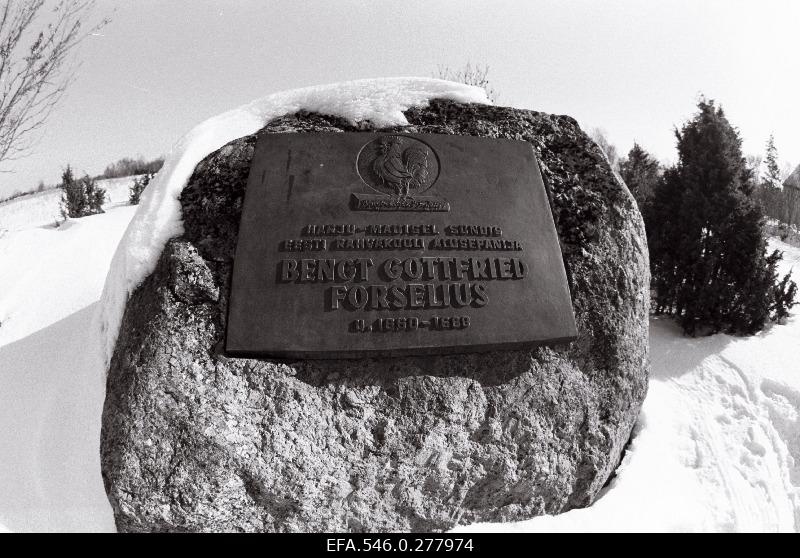 HARJU-MADISEL SÜNDIS
EESTI RAHVAKOOLI ALUSEPANIJA
BENGT GOTTFRIED
FORSELIUS
U. 1660-1688
EFA.546.0.277974